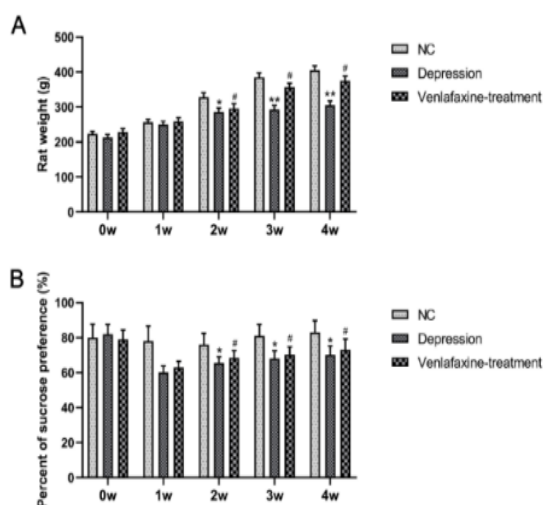 A
Rat weight (g)
500
400
300
200
100
0
* #
** #
** #
0w 1w 2w 3w 4w
NC
Depression
Venlafaxine-treatment
B
Percent of sucrose preference (%)
100
80
60
40
20
0
* #
* #
* #
0w 1w 2w 3w 4w
NC
Depression
Venlafaxine-treatment